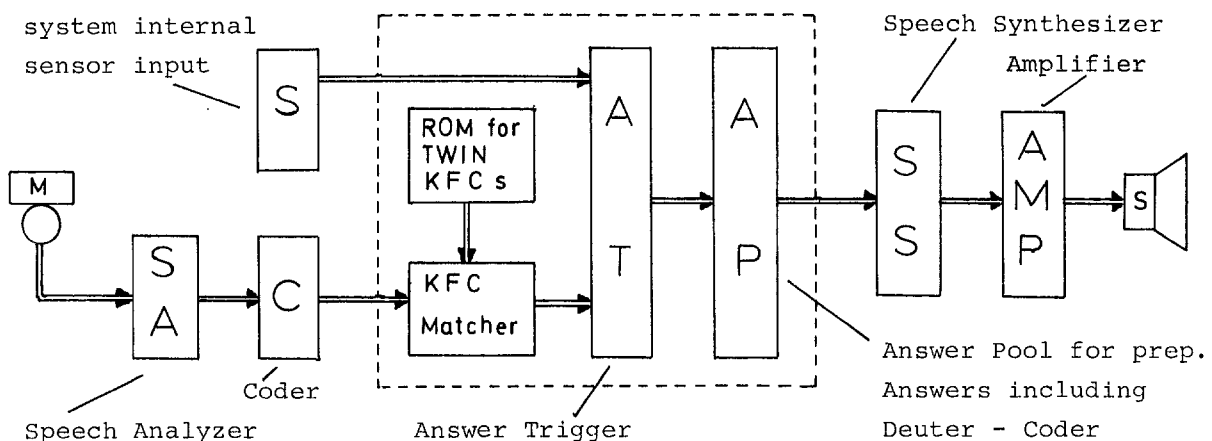 system internal
sensor input
S
ROM for
TWIN
KFCs
M
S
A
C
KFC
Matcher
A
T
A
P
Speech Synthesizer
Amplifier
S
S
A
M
P
S
Coder
Speech Analyzer
Answer Trigger
Answer Pool for prep.
Answers including
Deuter - Coder